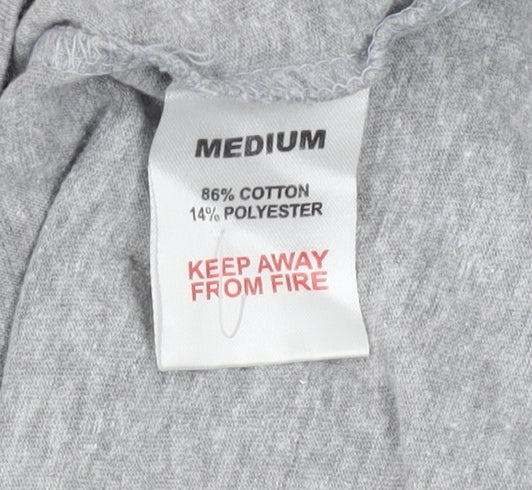 MEDIUM
86% COTTON
14% POLYESTER
KEEP AWAY
FROM FIRE